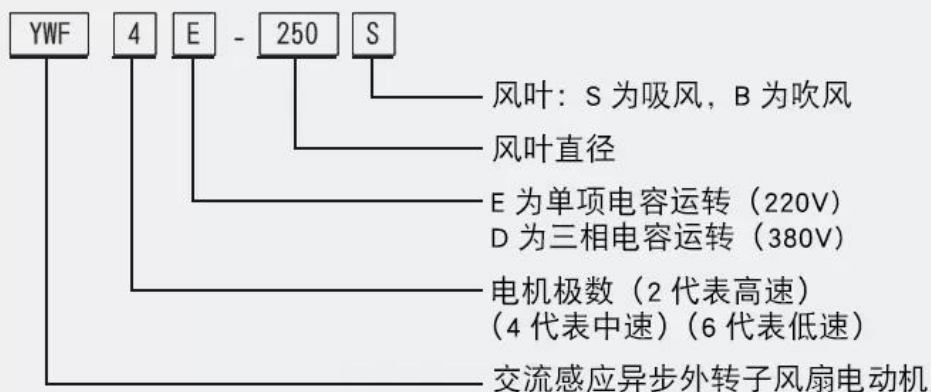 YWF 4 E - 250 S
风叶：S 为吸风，B 为吹风
风叶直径
E 为单项电容运转（220V）
D 为三相电容运转（380V）
电机极数（2 代表高速）
（4 代表中速）（6 代表低速）
交流感应异步外转子风扇电动机